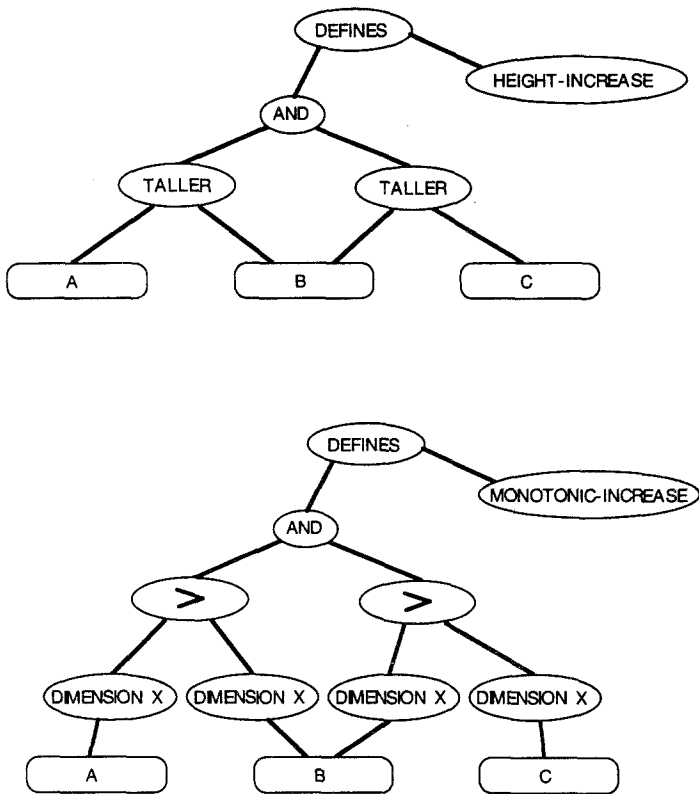 DEFINES
HEIGHT-INCREASE
AND
TALLER TALLER
A B C
DEFINES
MONOTONIC-INCREASE
AND
> >
DIMENSION X DIMENSION X DIMENSION X DIMENSION X
A B C